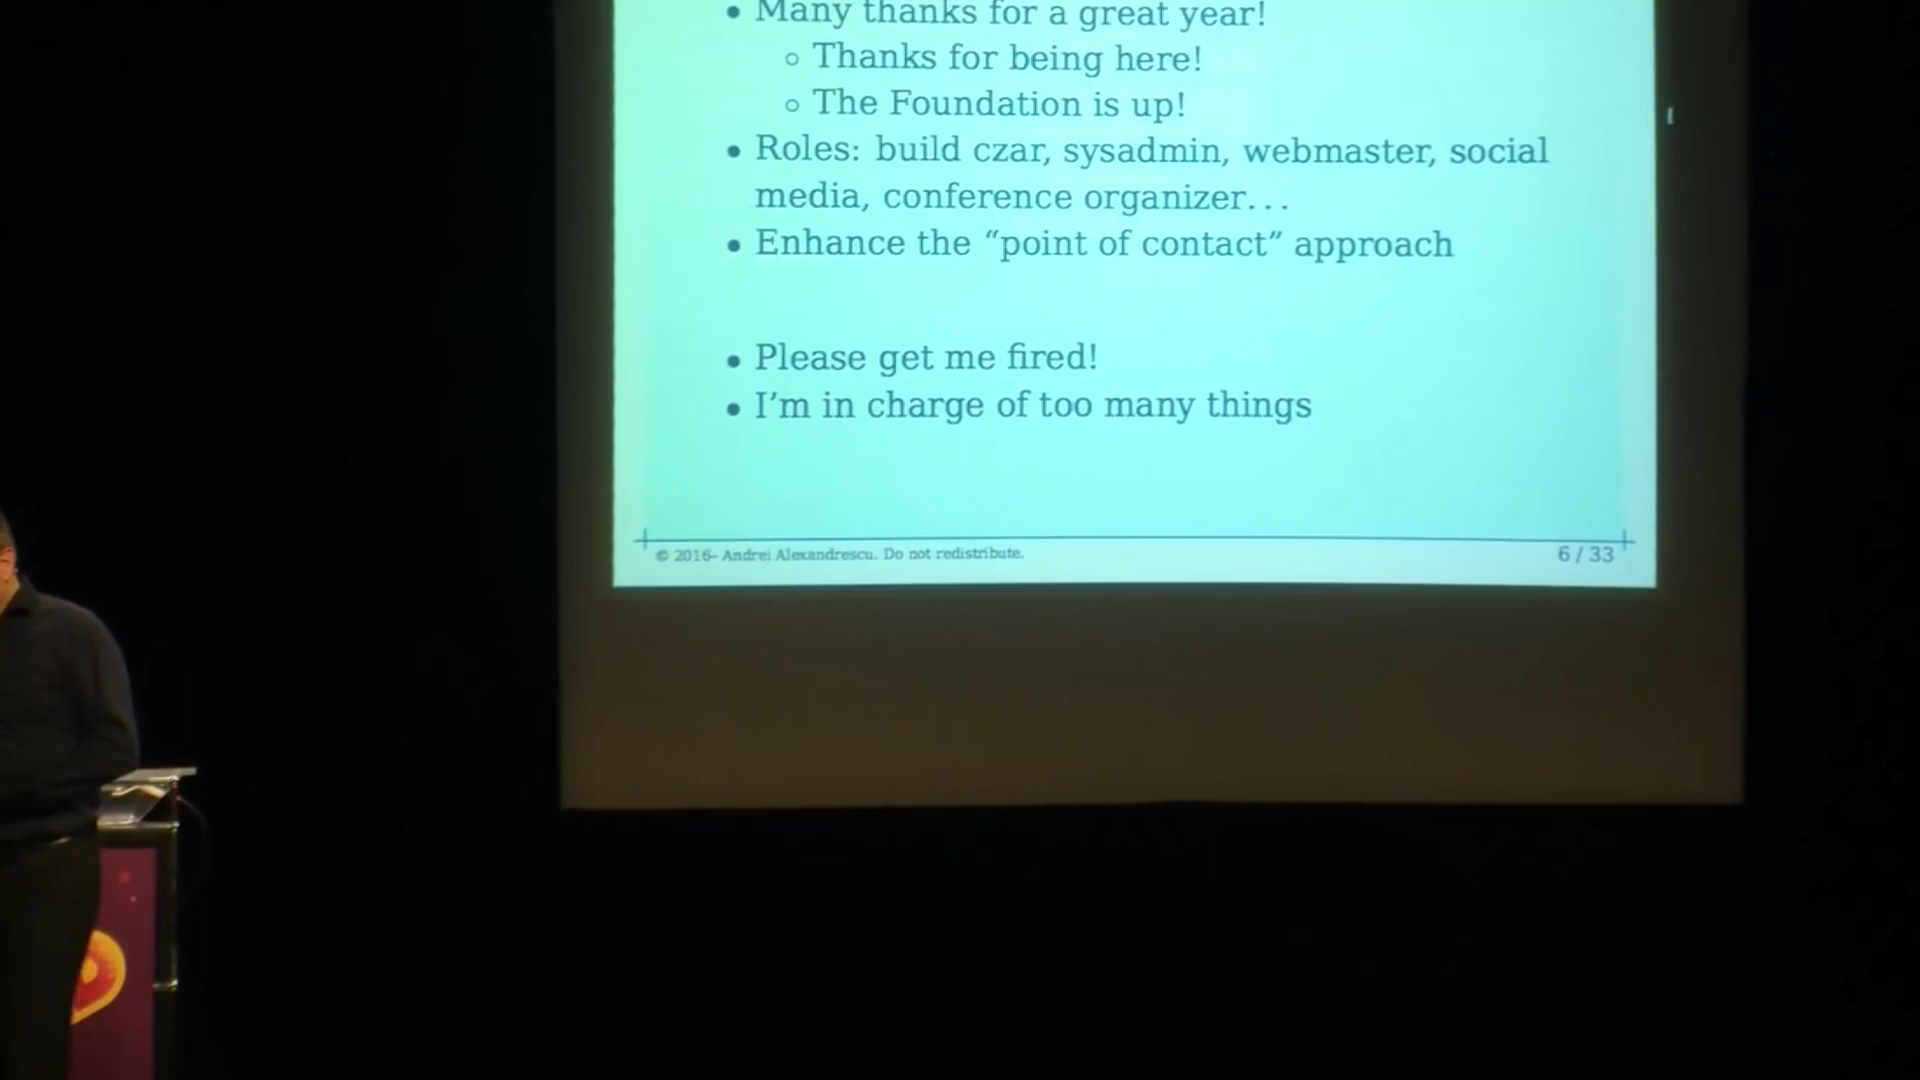 • Many thanks for a great year!
◦ Thanks for being here!
◦ The Foundation is up!
• Roles: build czar, sysadmin, webmaster, social
media, conference organizer...
• Enhance the “point of contact” approach
• Please get me fired!
• I’m in charge of too many things
© 2016– Andrei Alexandrescu. Do not redistribute.
6 / 33